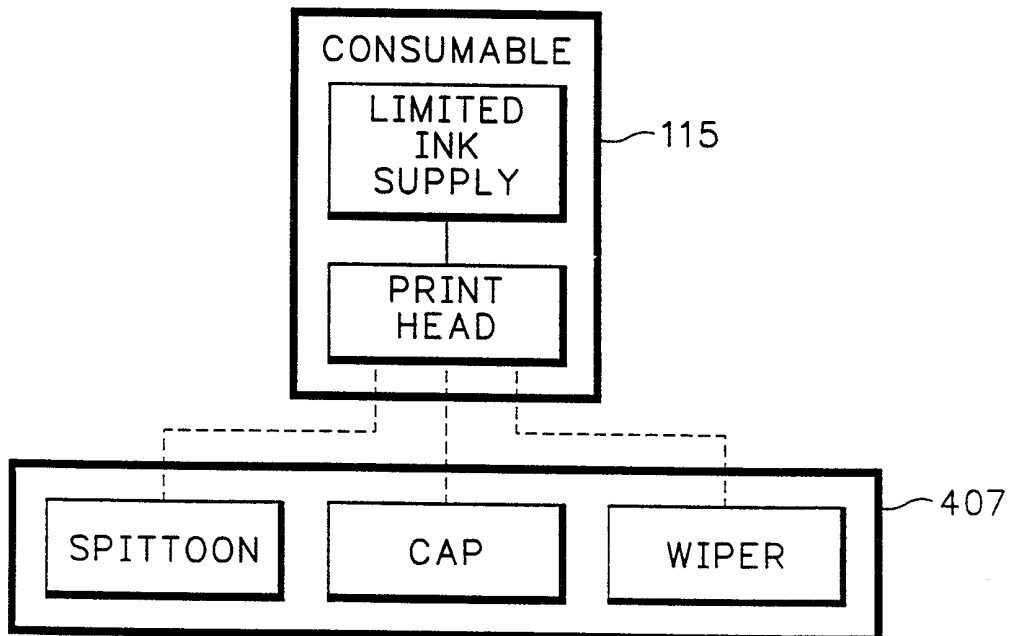 CONSUMABLE
LIMITED
INK
SUPPLY
115
PRINT
HEAD
407
SPITTOON
CAP
WIPER